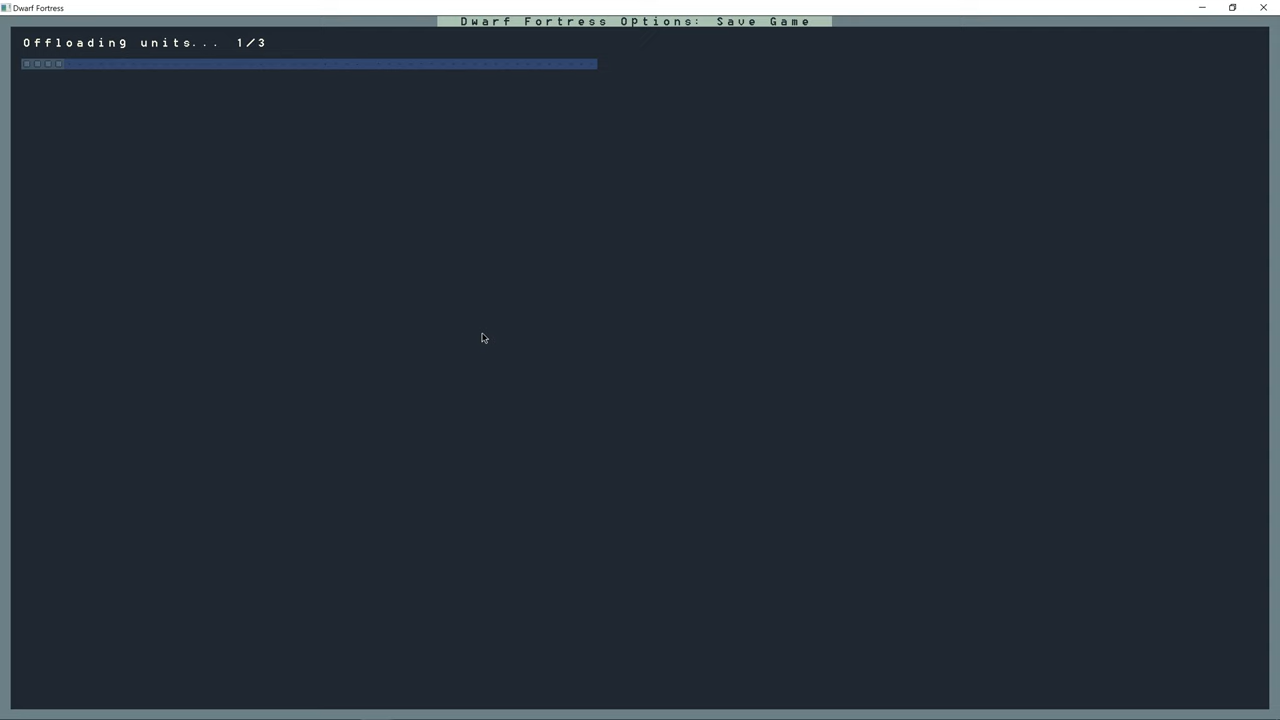 Dwarf Fortress
Dwarf Fortress Options: Save Game
Offloading units... 1/3